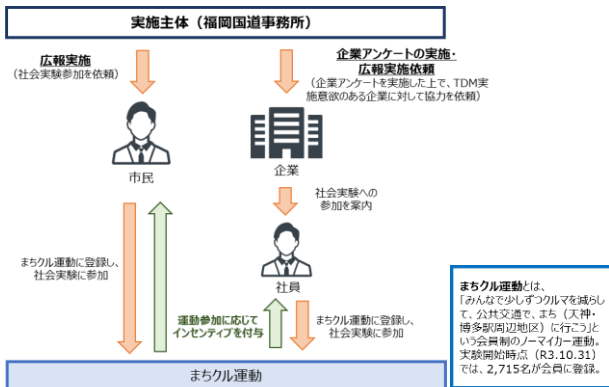 実施主体（福岡国道事務所）
広報実施
（社会実験参加を依頼）
企業アンケートの実施・
広報実施依頼
（企業アンケートを実施した上で、TDM実
施意欲のある企業に対して協力を依頼）
市民
企業
社会実験への
参加を案内
社員
まちクル運動に登録し、
社会実験に参加
運動参加に応じて
インセンティブを付与
まちクル運動に登録し、
社会実験に参加
まちクル運動
まちクル運動とは、
「みんなで少しずつクルマを減らし
て、公共交通で、まち（天神・
博多駅周辺地区）に行こう」と
いう会員制のノーマイカー運動。
実験開始時点（R3.10.31）
では、2,715名が会員に登録。